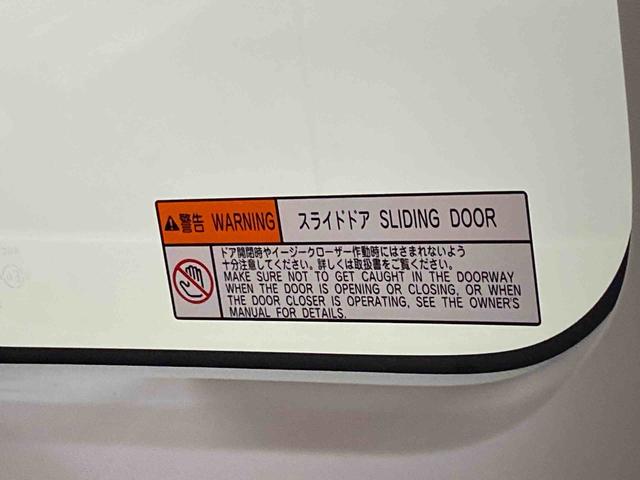 警告 WARNING スライドドア SLIDING DOOR
ドア開閉時やイージークローザー作動時にはさまれないよう
十分注意してください。詳しくは取扱書をご覧ください。
MAKE SURE NOT TO GET CAUGHT IN THE DOORWAY
WHEN THE DOOR IS OPENING OR CLOSING, OR WHEN
THE DOOR CLOSER IS OPERATING, SEE THE OWNER'S
MANUAL FOR DETAILS.